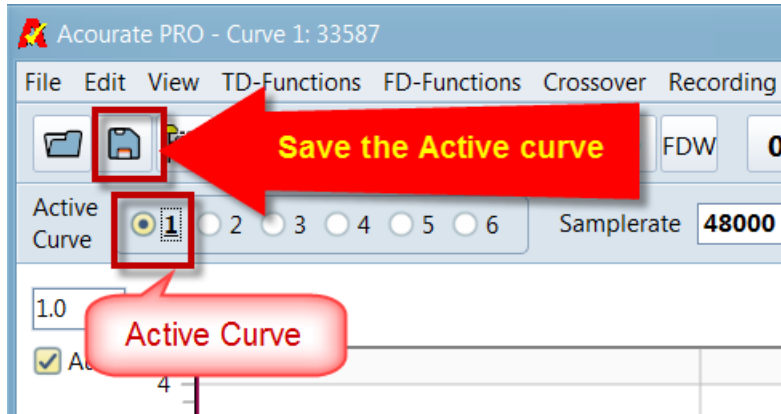 Acourate PRO - Curve 1: 33587
File Edit View TD-Functions FD-Functions Crossover Recording
Save the Active curve
FDW 0
Active Curve 1 2 3 4 5 6 Samplerate 48000
1.0
Active Curve
4